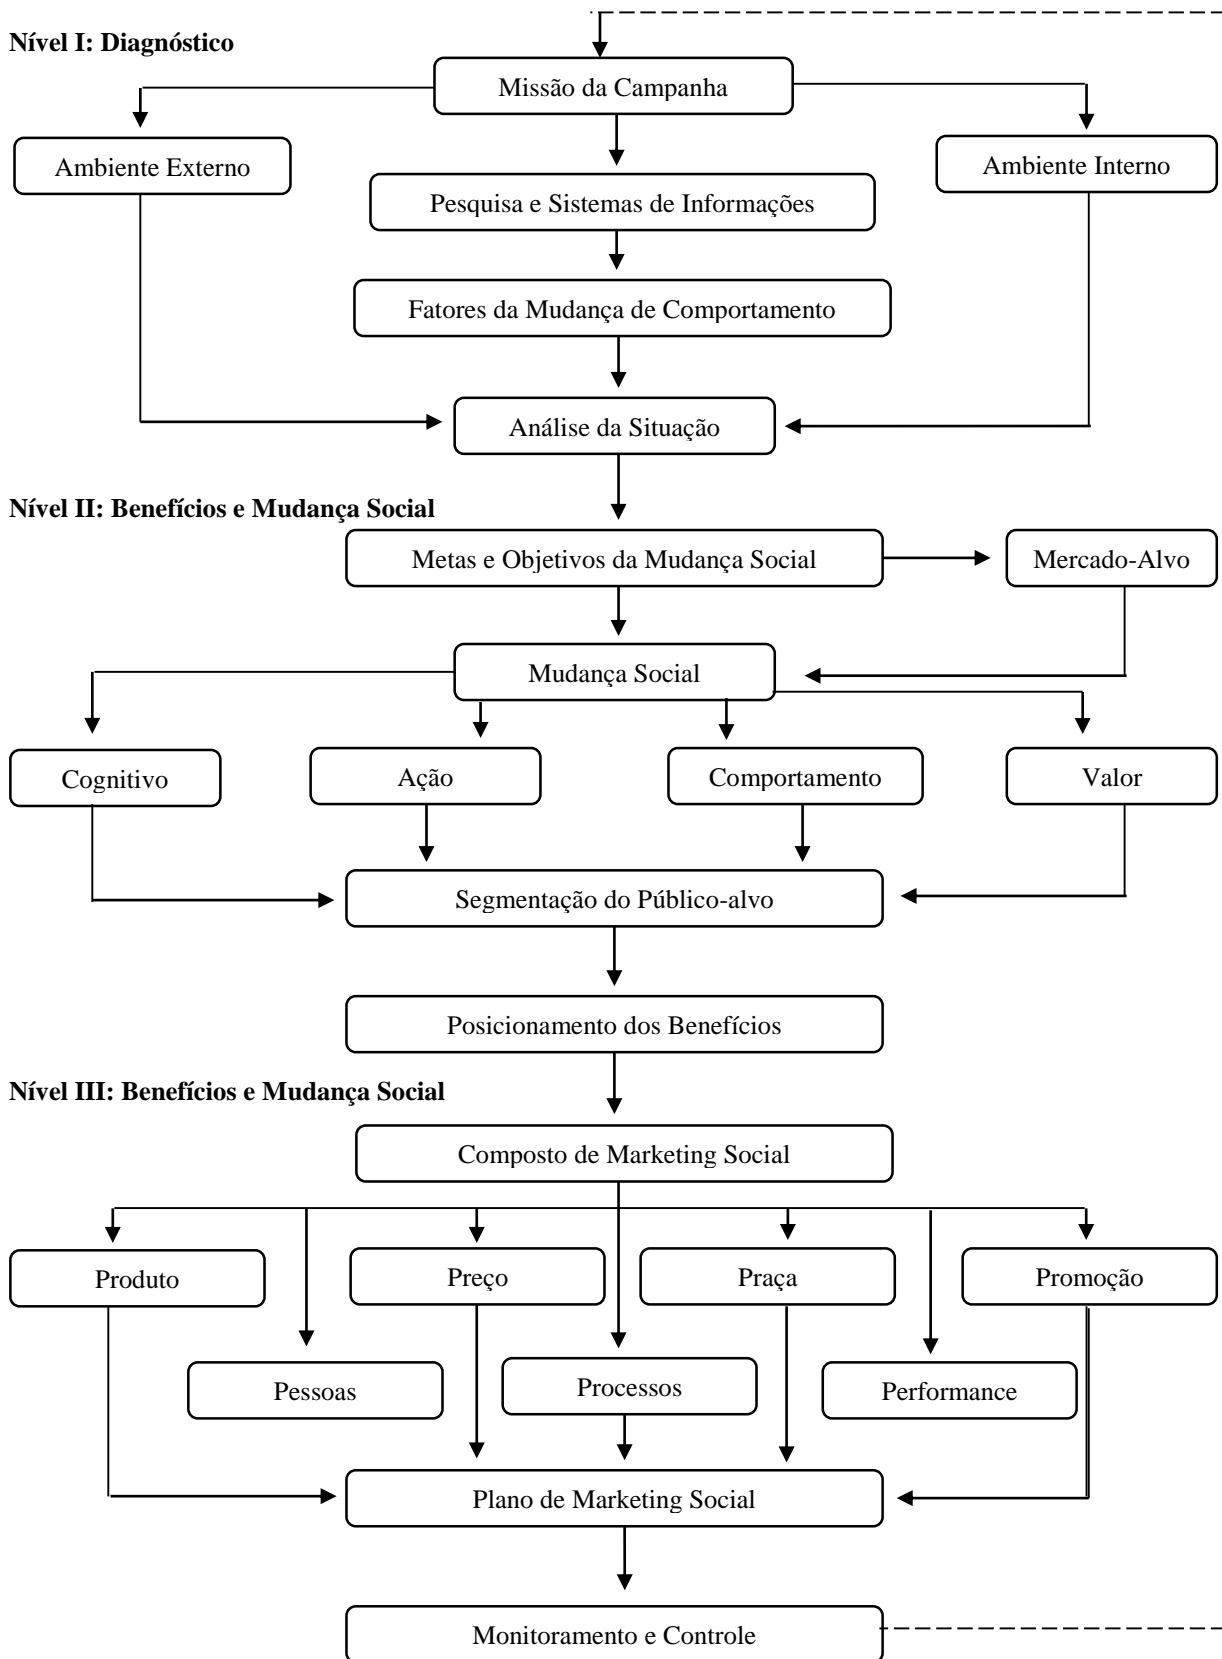 Nível I: Diagnóstico
Missão da Campanha
Ambiente Externo
Ambiente Interno
Pesquisa e Sistemas de Informações
Fatores da Mudança de Comportamento
Análise da Situação
Nível II: Benefícios e Mudança Social
Metas e Objetivos da Mudança Social
Mercado-Alvo
Mudança Social
Cognitivo
Ação
Comportamento
Valor
Segmentação do Público-alvo
Posicionamento dos Benefícios
Nível III: Benefícios e Mudança Social
Composto de Marketing Social
Produto
Preço
Praça
Promoção
Pessoas
Processos
Performance
Plano de Marketing Social
Monitoramento e Controle